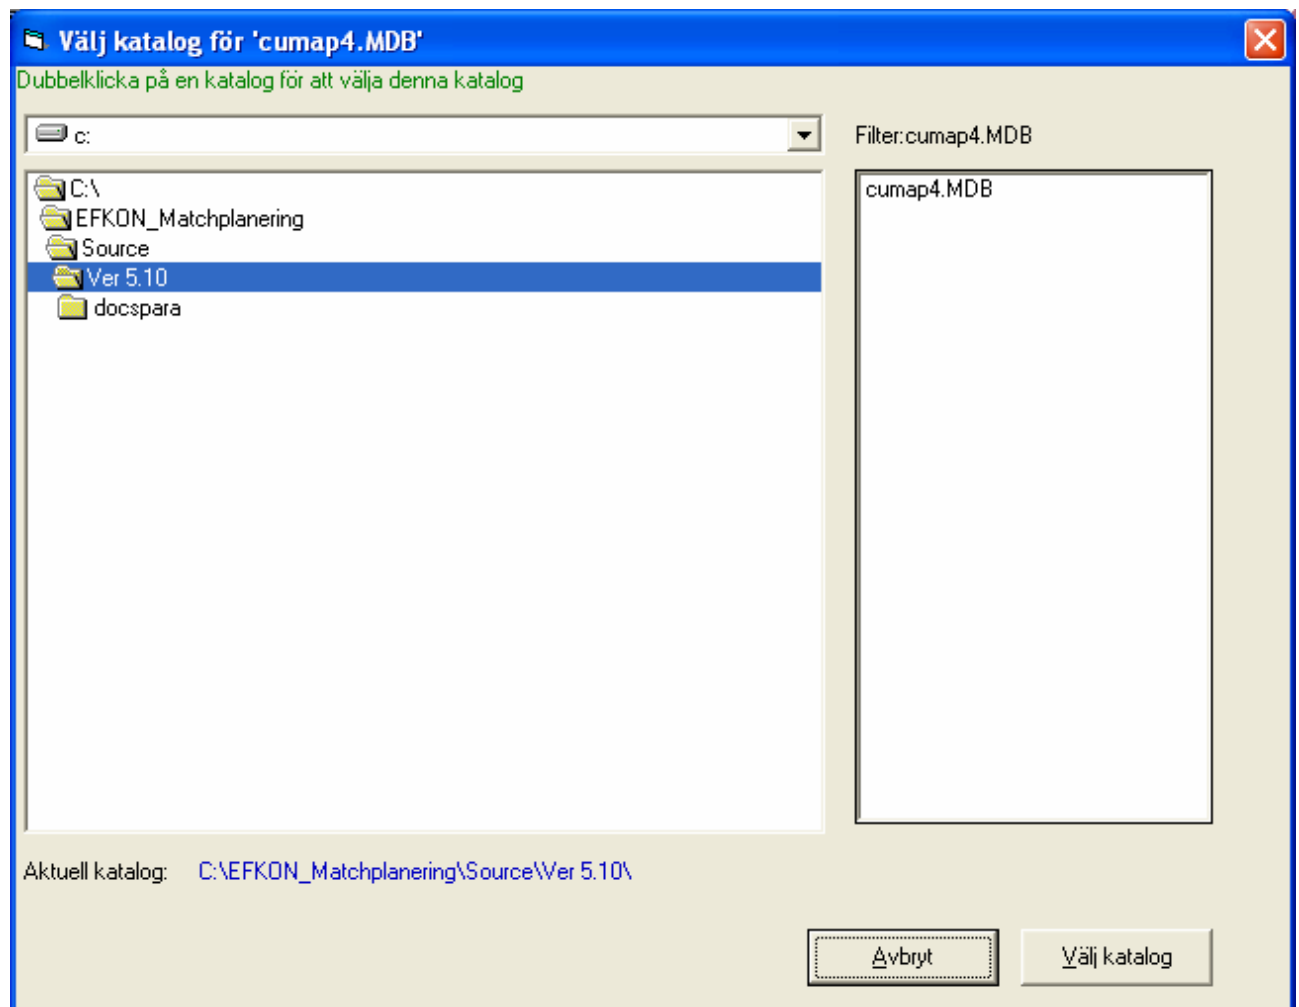 Välj katalog för 'cumap4.MDB'
Dubbelklicka på en katalog för att välja denna katalog
c:
Filter:cumap4.MDB
C:\
EFKON_Matchplanering
Source
Ver 5.10
docspara
cumap4.MDB
Aktuell katalog: C:\EFKON_Matchplanering\Source\Ver 5.10\
Avbryt
Välj katalog